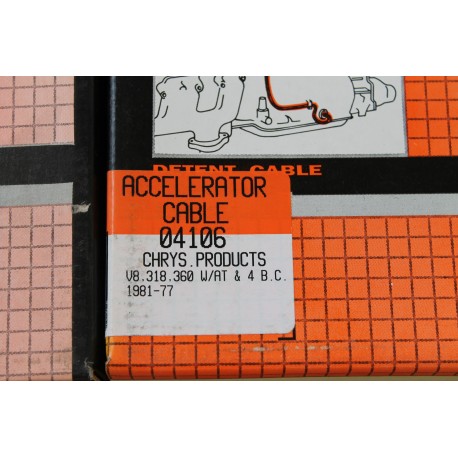 DETENT CABLE
ACCELERATOR
CABLE
04106
CHRYS.PRODUCTS
V8.318.360 W/AT & 4 B.C.
1981-77